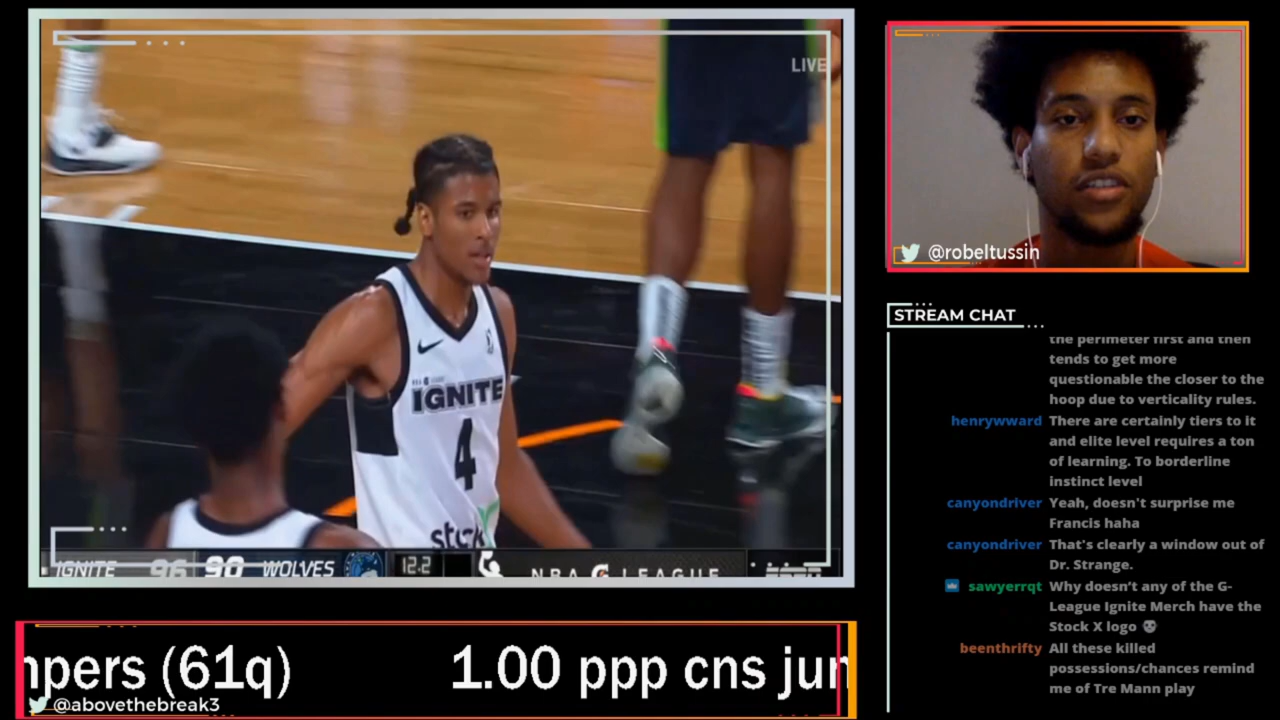 LIVE
IGNITE
4
IGNITE 96 90 WOLVES 12.2 NBA G LEAGUE ESPN
(61q) 1.00 ppp cns
@abovethebreak3
@robeltussin
STREAM CHAT
the perimeter first and then
tends to get more
questionable the closer to the
hoop due to verticality rules.
henrywward There are certainly tiers to it
and elite level requires a ton
of learning. To borderline
instinct level
canyondriver Yeah, doesn't surprise me
Francis haha
canyondriver That's clearly a window out of
Dr. Strange.
sawyerrqt Why doesn't any of the G-
League Ignite Merch have the
Stock X logo
beenthrifty All these killed
possessions/chances remind
me of Tre Mann play